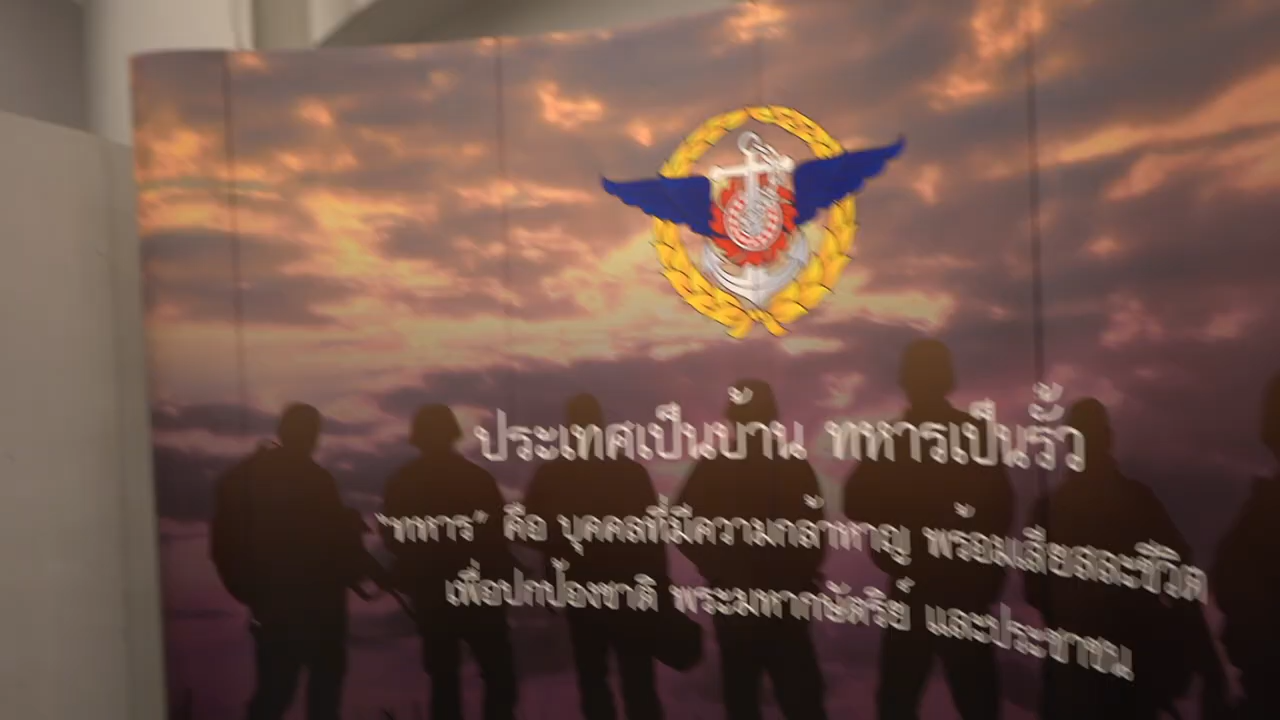 ประเทศเป็นบ้าน ทหารเป็นรั้ว
"ทหาร" คือ บุคคลที่มีความกล้าหาญ พร้อมเสียสละชีวิต
เพื่อปกป้องชาติ พระมหากษัตริย์ และประชาชน